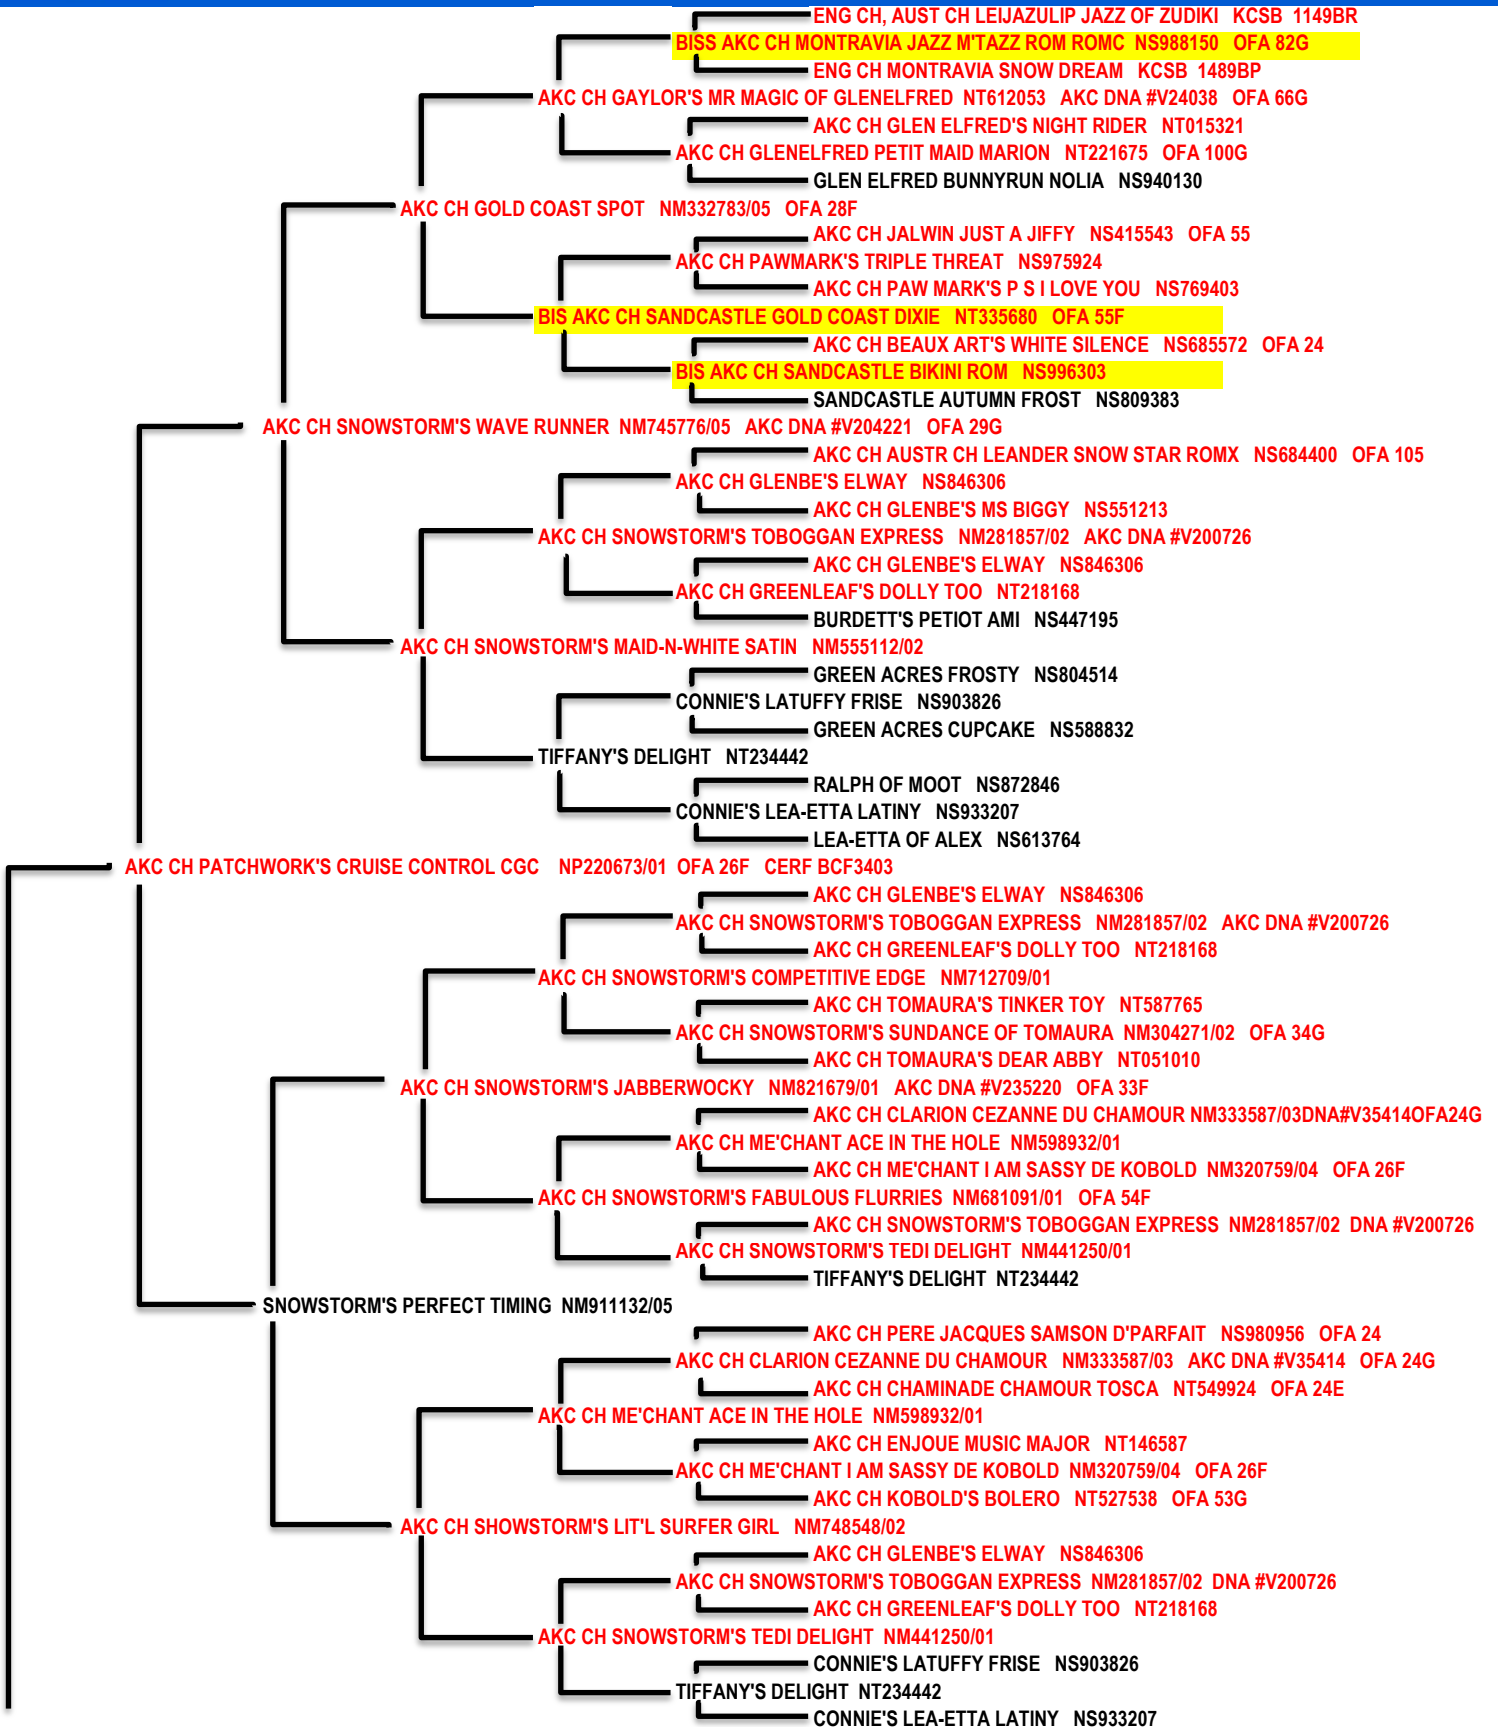 ENG CH, AUST CH LEIJAZULIP JAZZ OF ZUDIKI KCSB 1149BR
BISS AKC CH MONTRAVIA JAZZ M'TAZZ ROM ROMC NS988150 OFA 82G
ENG CH MONTRAVIA SNOW DREAM KCSB 1489BP
AKC CH GAYLOR'S MR MAGIC OF GLENELFRED NT612053 AKC DNA #V24038 OFA 66G
AKC CH GLEN ELFRED'S NIGHT RIDER NT015321
AKC CH GLENELFRED PETIT MAID MARION NT221675 OFA 100G
GLEN ELFRED BUNNYRUN NOLIA NS940130
AKC CH GOLD COAST SPOT NM332783/05 OFA 28F
AKC CH JALWIN JUST A JIFFY NS415543 OFA 55
AKC CH PAWMARK'S TRIPLE THREAT NS975924
AKC CH PAW MARK'S P S I LOVE YOU NS769403
BIS AKC CH SANDCASTLE GOLD COAST DIXIE NT335680 OFA 55F
AKC CH BEAUX ART'S WHITE SILENCE NS685572 OFA 24
BIS AKC CH SANDCASTLE BIKINI ROM NS996303
SANDCASTLE AUTUMN FROST NS809383
AKC CH SNOWSTORM'S WAVE RUNNER NM745776/05 AKC DNA #V204221 OFA 29G
AKC CH AUSTR CH LEANDER SNOW STAR ROMX NS684400 OFA 105
AKC CH GLENBE'S ELWAY NS846306
AKC CH GLENBE'S MS BIGGY NS551213
AKC CH SNOWSTORM'S TOBOGGAN EXPRESS NM281857/02 AKC DNA #V200726
AKC CH GLENBE'S ELWAY NS846306
AKC CH GREENLEAF'S DOLLY TOO NT218168
BURDETT'S PETIOT AMI NS447195
AKC CH SNOWSTORM'S MAID-N-WHITE SATIN NM555112/02
GREEN ACRES FROSTY NS804514
CONNIE'S LATUFFY FRISE NS903826
GREEN ACRES CUPCAKE NS588832
TIFFANY'S DELIGHT NT234442
RALPH OF MOOT NS872846
CONNIE'S LEA-ETTA LATINY NS933207
LEA-ETTA OF ALEX NS613764
AKC CH PATCHWORK'S CRUISE CONTROL CGC NP220673/01 OFA 26F CERF BCF3403
AKC CH GLENBE'S ELWAY NS846306
AKC CH SNOWSTORM'S TOBOGGAN EXPRESS NM281857/02 AKC DNA #V200726
AKC CH GREENLEAF'S DOLLY TOO NT218168
AKC CH SNOWSTORM'S COMPETITIVE EDGE NM712709/01
AKC CH TOMAURA'S TINKER TOY NT587765
AKC CH SNOWSTORM'S SUNDANCE OF TOMAURA NM304271/02 OFA 34G
AKC CH TOMAURA'S DEAR ABBY NT051010
AKC CH SNOWSTORM'S JABBERWOCKY NM821679/01 AKC DNA #V235220 OFA 33F
AKC CH CLARION CEZANNE DU CHAMOUR NM333587/03DNA#V35414OFA24G
AKC CH ME'CHANT ACE IN THE HOLE NM598932/01
AKC CH ME'CHANT I AM SASSY DE KOBOLD NM320759/04 OFA 26F
AKC CH SNOWSTORM'S FABULOUS FLURRIES NM681091/01 OFA 54F
AKC CH SNOWSTORM'S TOBOGGAN EXPRESS NM281857/02 DNA #V200726
AKC CH SNOWSTORM'S TEDI DELIGHT NM441250/01
TIFFANY'S DELIGHT NT234442
SNOWSTORM'S PERFECT TIMING NM911132/05
AKC CH PERE JACQUES SAMSON D'PARFAIT NS980956 OFA 24
AKC CH CLARION CEZANNE DU CHAMOUR NM333587/03 AKC DNA #V35414 OFA 24G
AKC CH CHAMINADE CHAMOUR TOSCA NT549924 OFA 24E
AKC CH ME'CHANT ACE IN THE HOLE NM598932/01
AKC CH ENJOUE MUSIC MAJOR NT146587
AKC CH ME'CHANT I AM SASSY DE KOBOLD NM320759/04 OFA 26F
AKC CH KOBOLD'S BOLERO NT527538 OFA 53G
AKC CH SHOWSTORM'S LIT'L SURFER GIRL NM748548/02
AKC CH GLENBE'S ELWAY NS846306
AKC CH SNOWSTORM'S TOBOGGAN EXPRESS NM281857/02 DNA #V200726
AKC CH GREENLEAF'S DOLLY TOO NT218168
AKC CH SNOWSTORM'S TEDI DELIGHT NM441250/01
CONNIE'S LATUFFY FRISE NS903826
TIFFANY'S DELIGHT NT234442
CONNIE'S LEA-ETTA LATINY NS933207